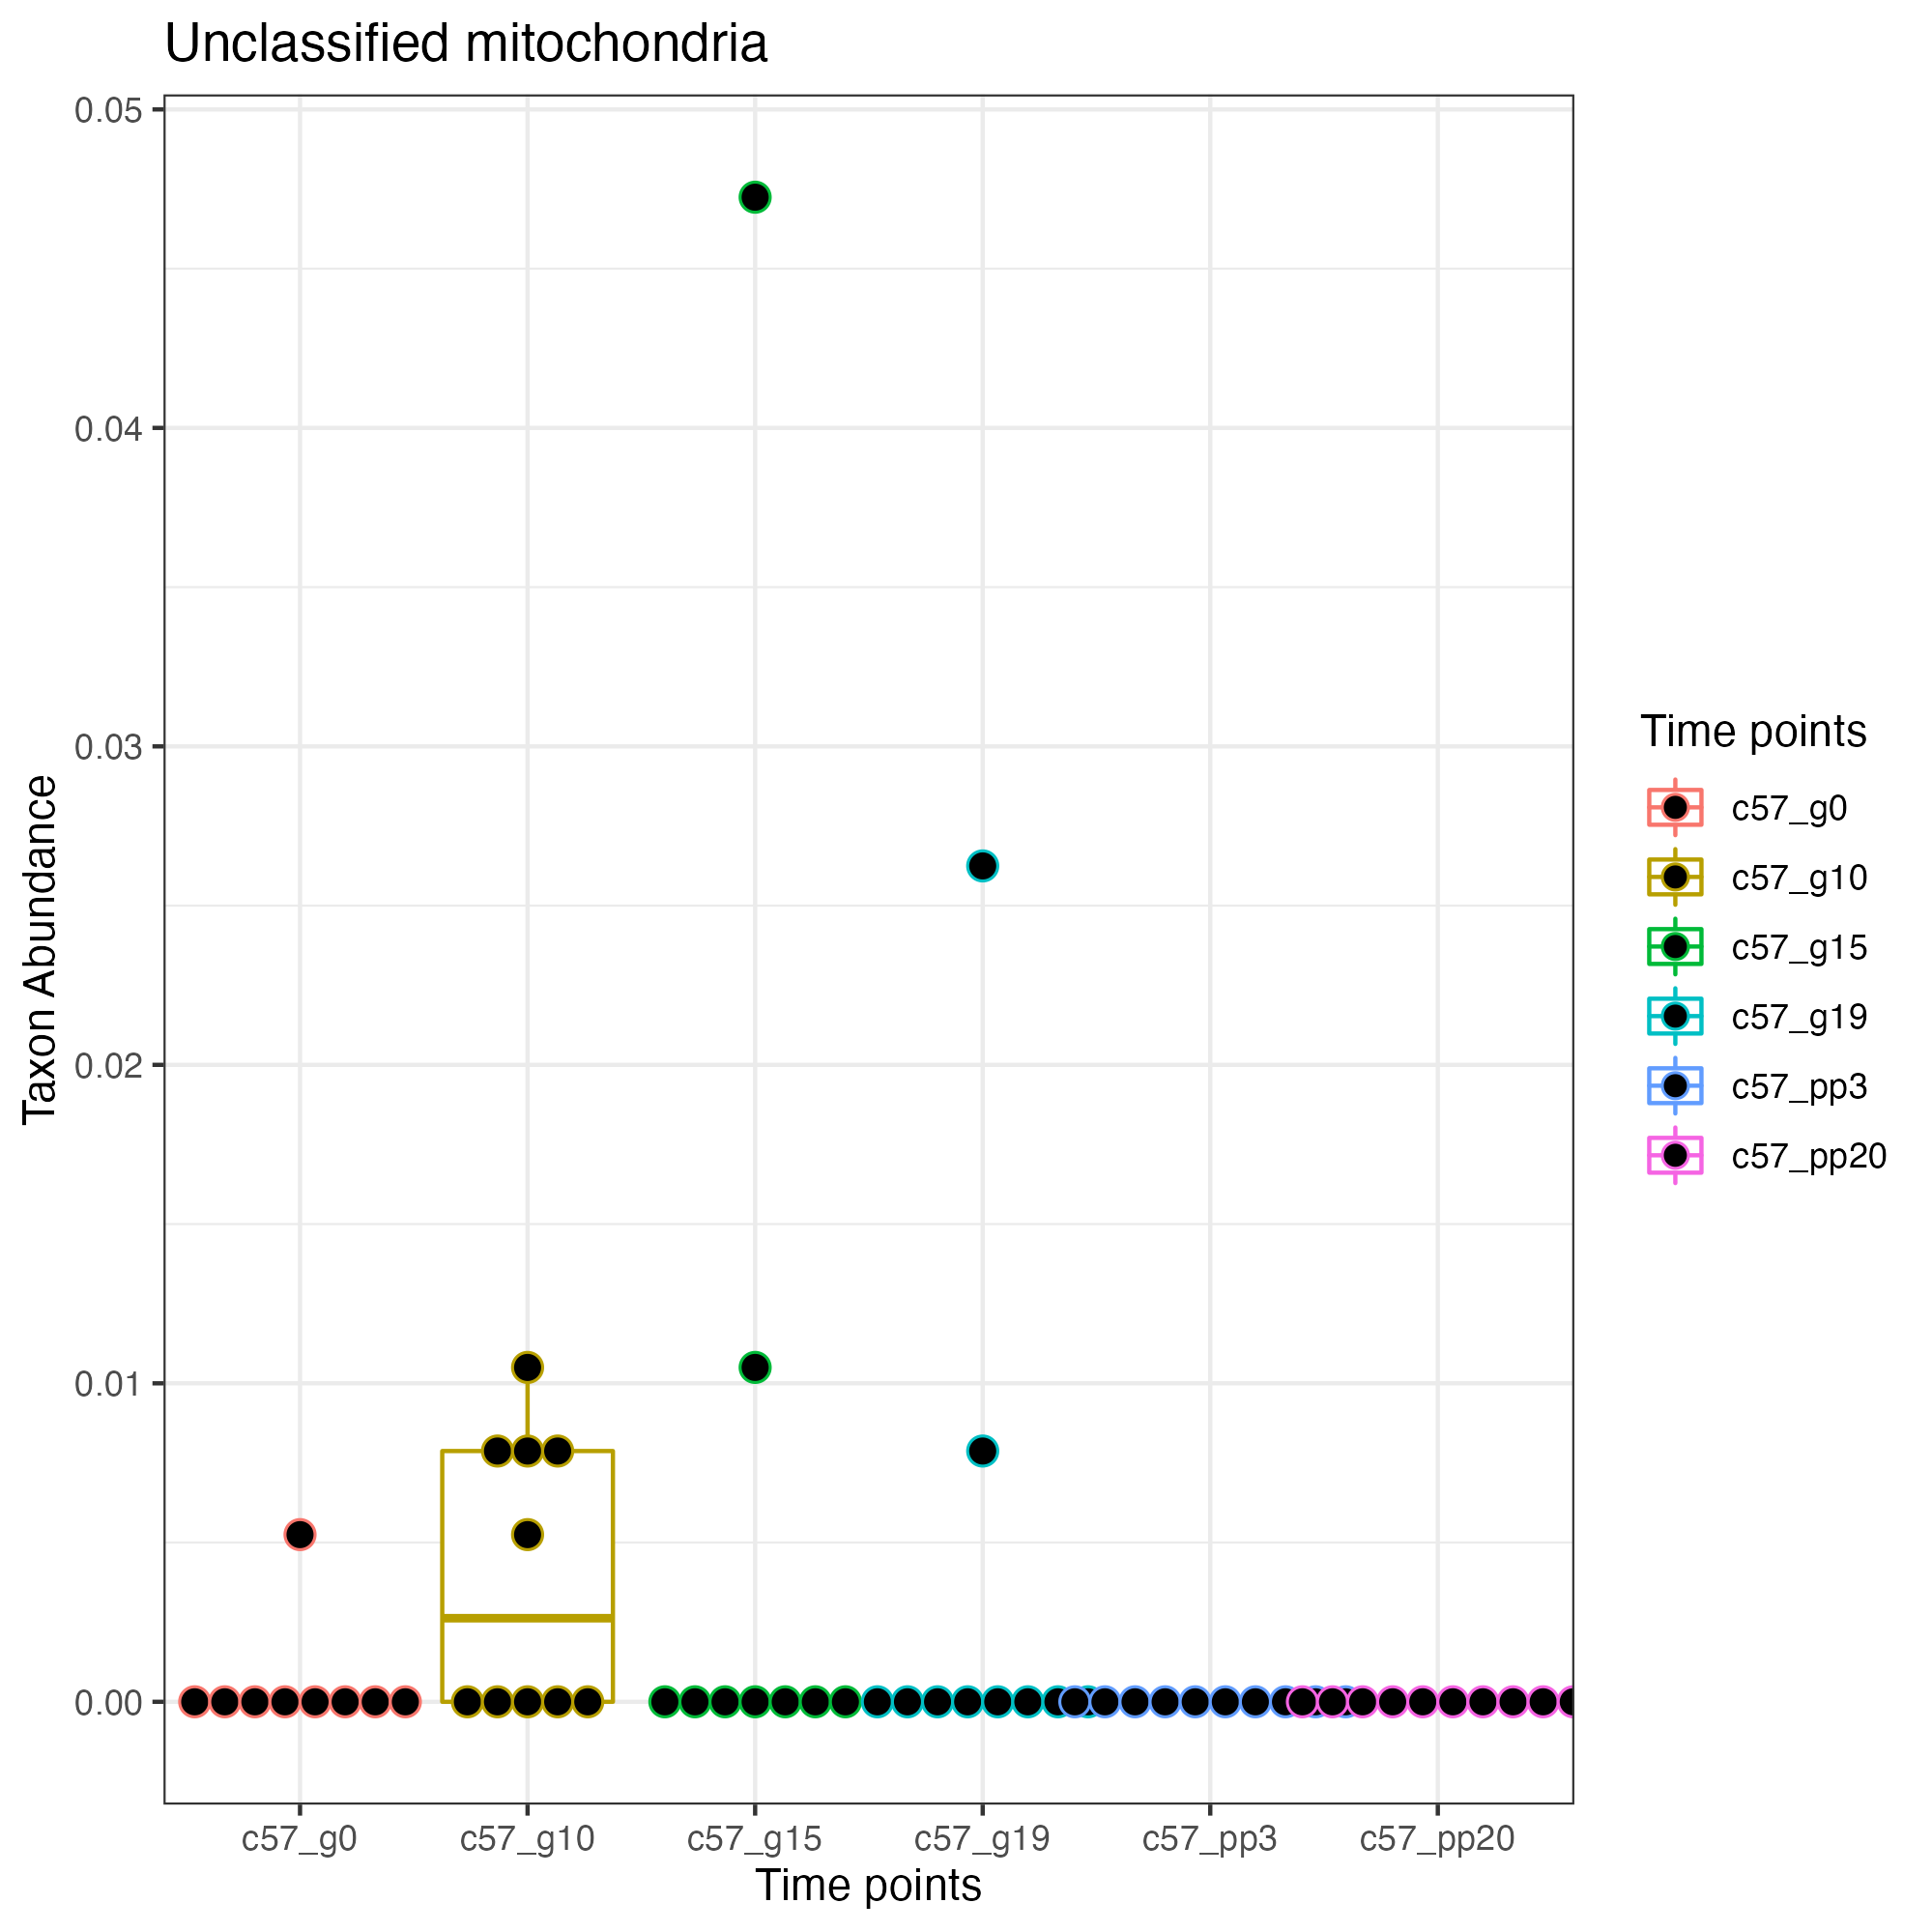 Unclassified mitochondria
0.05
0.04
0.03
0.02
0.01
0.00
Taxon Abundance
c57_g0
c57_g10
c57_g15
c57_g19
c57_pp3
c57_pp20
Time points
Time points
c57_g0
c57_g10
c57_g15
c57_g19
c57_pp3
c57_pp20